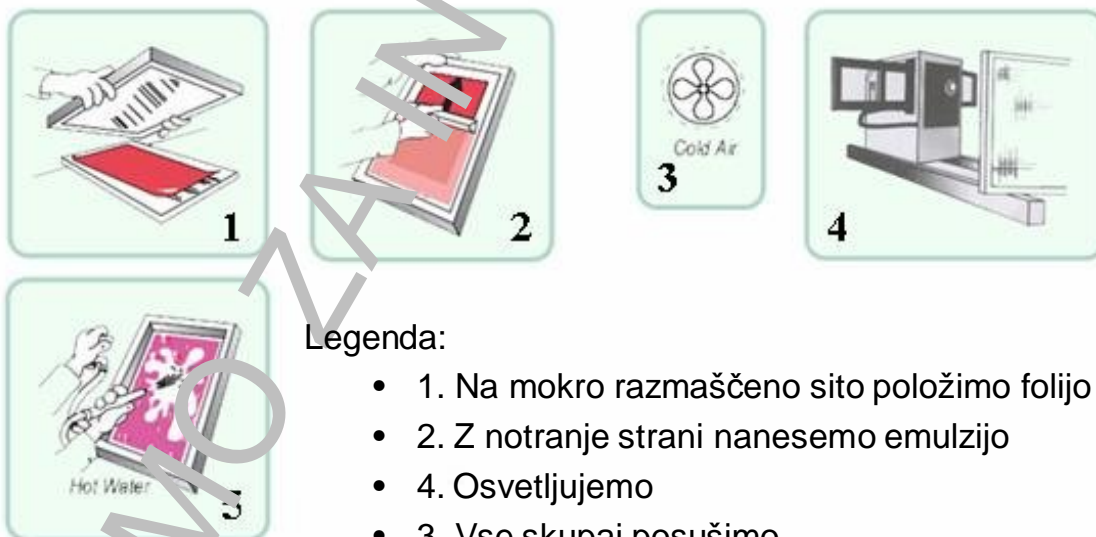 1
2
Cold Air
3
4
Hot Water
5
Legenda:
• 1. Na mokro razmaščeno sito položimo folijo
• 2. Z notranje strani nanesemo emulzijo
• 4. Osvetljujemo
• 3. Vse skupaj posušimo